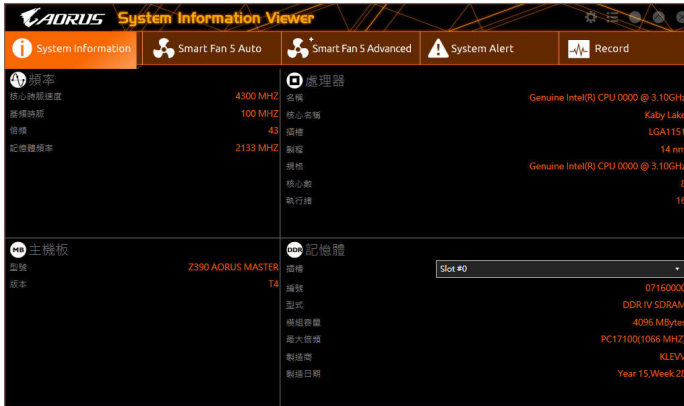 AORUS System Information Viewer
System Information
Smart Fan 5 Auto
Smart Fan 5 Advanced
System Alert
Record
頻率
核心時脈速度 4300 MHZ
基頻時脈 100 MHZ
倍頻 43
記憶體頻率 2133 MHZ
處理器
名稱 Genuine Intel(R) CPU 0000 @ 3.10GHz
核心名稱 Kaby Lake
插槽 LGA1151
製程 14 nm
規格 Genuine Intel(R) CPU 0000 @ 3.10GHz
核心數 8
執行緒 16
MB 主機板
型號 Z390 AORUS MASTER
版本 T4
DDR 記憶體
插槽 Slot #0
編號 07160000
型式 DDR IV SDRAM
模組容量 4096 MBytes
最大倍頻 PC17100(1066 MHZ)
製造商 KLEVV
製造日期 Year 15,Week 28